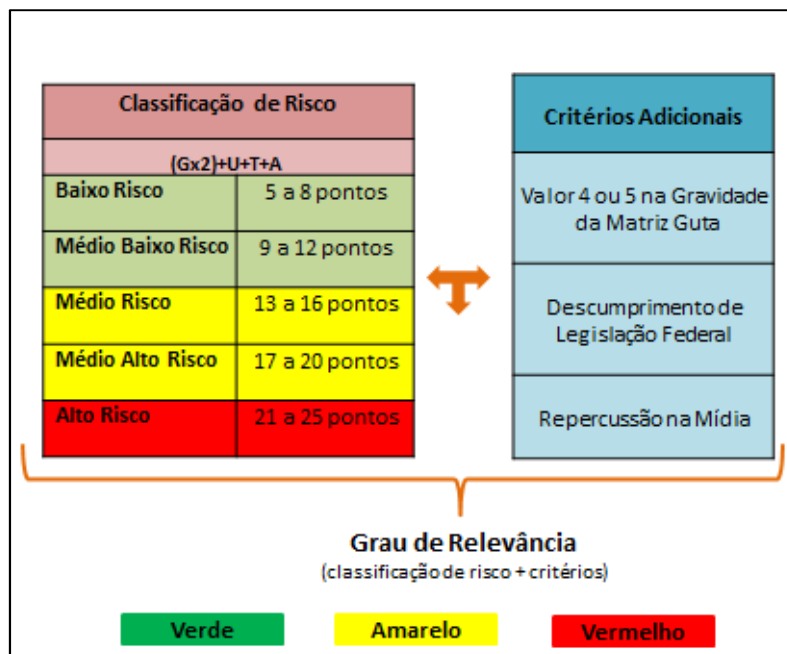 Classificação de Risco
(Gx2)+U+T+A
Baixo Risco 5 a 8 pontos
Médio Baixo Risco 9 a 12 pontos
Médio Risco 13 a 16 pontos
Médio Alto Risco 17 a 20 pontos
Alto Risco 21 a 25 pontos
Critérios Adicionais
Valor 4 ou 5 na Gravidade
da Matriz Guta
Descumprimento de
Legislação Federal
Repercussão na Mídia
Grau de Relevância
(classificação de risco + critérios)
Verde Amarelo Vermelho